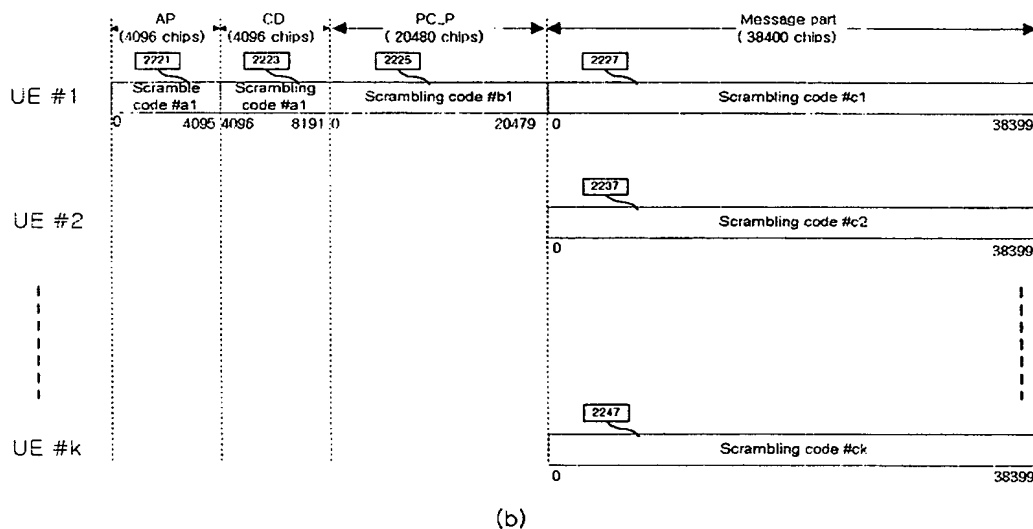 AP CD PC_P Message part
(4096 chips) (4096 chips) ( 20480 chips) ( 38400 chips)
2221 2223 2225 2227
UE #1 Scramble code #a1 Scrambling code #a1 Scrambling code #b1 Scrambling code #c1
0 4095 4096 8191 0 20479 0 38399
2237
UE #2 Scrambling code #c2
0 38399
2247
UE #k Scrambling code #ck
0 38399
(b)